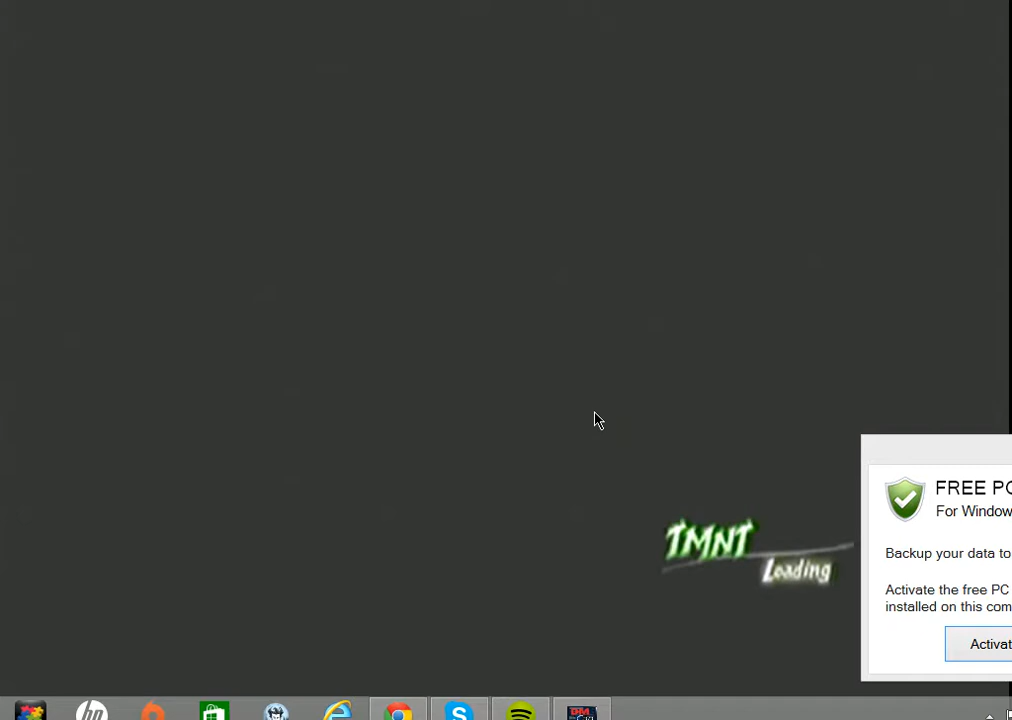 TMNT
Loading
FREE PC
For Window
Backup your data to
Activate the free PC
installed on this com
Activat
hp